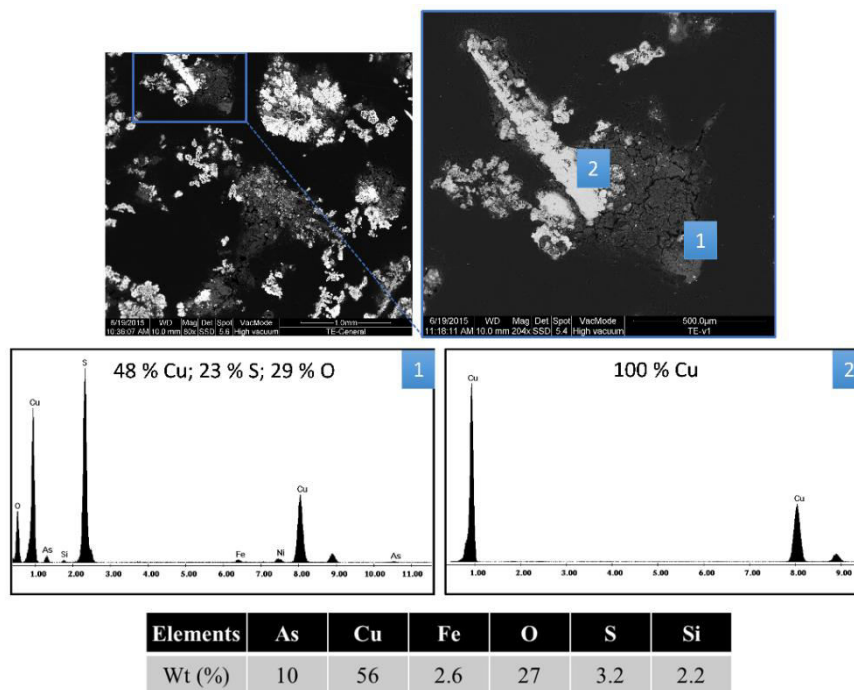 2
1
6/19/2015 WD Mag Det Spot VacMode
10:36:07 AM 10.0 mm 80x SSD 5.6 High vacuum
1.0mm
TE-General
6/19/2015 WD Mag Det Spot VacMode
11:18:11 AM 10.0 mm 204x SSD 5.4 High vacuum
500.0µm
TE-v1
48 % Cu; 23 % S; 29 % O
1
S
Cu
O
As
Si
Fe
Ni
Cu
As
1.00 2.00 3.00 4.00 5.00 6.00 7.00 8.00 9.00 10.00 11.00
100 % Cu
2
Cu
Cu
1.00 2.00 3.00 4.00 5.00 6.00 7.00 8.00 9.00
Elements As Cu Fe O S Si
Wt (%) 10 56 2.6 27 3.2 2.2